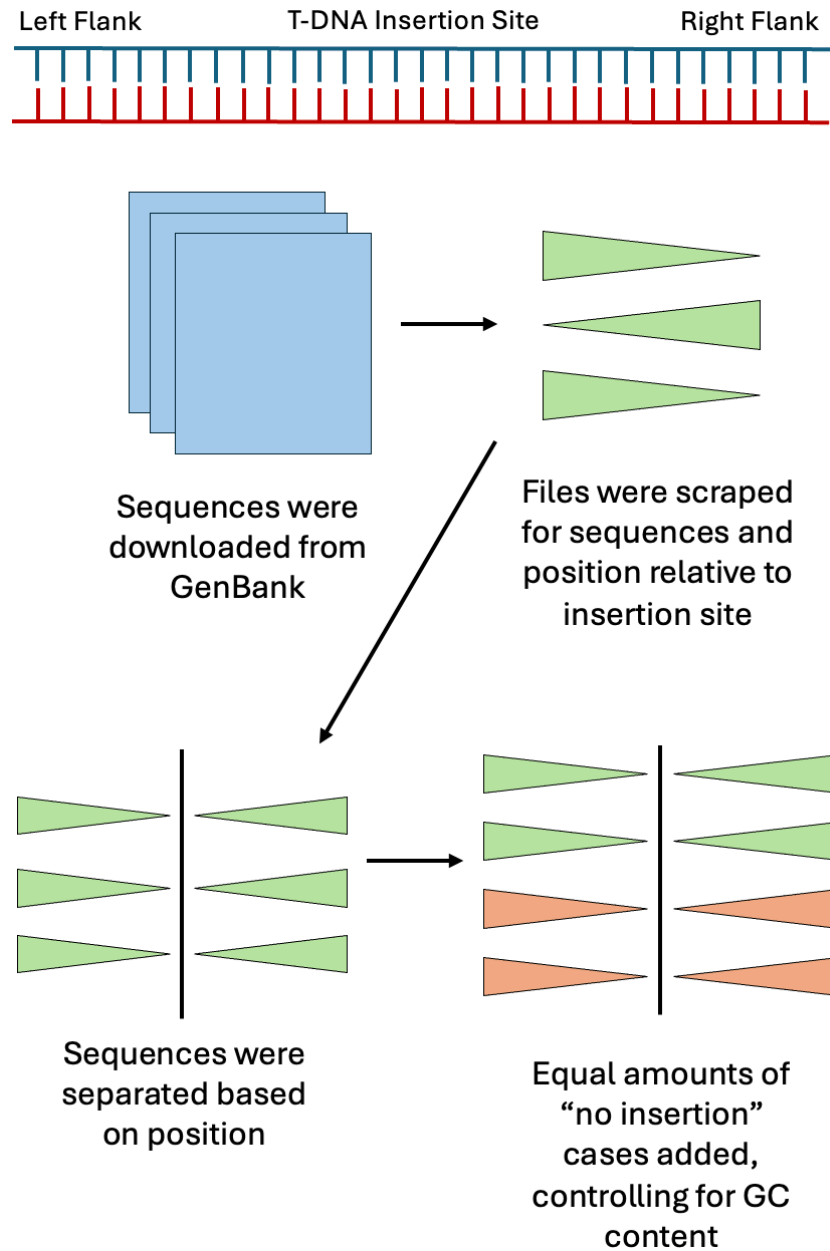 Left Flank T-DNA Insertion Site Right Flank
Sequences were
downloaded from
GenBank
Files were scraped
for sequences and
position relative to
insertion site
Sequences were
separated based
on position
Equal amounts of
“no insertion”
cases added,
controlling for GC
content